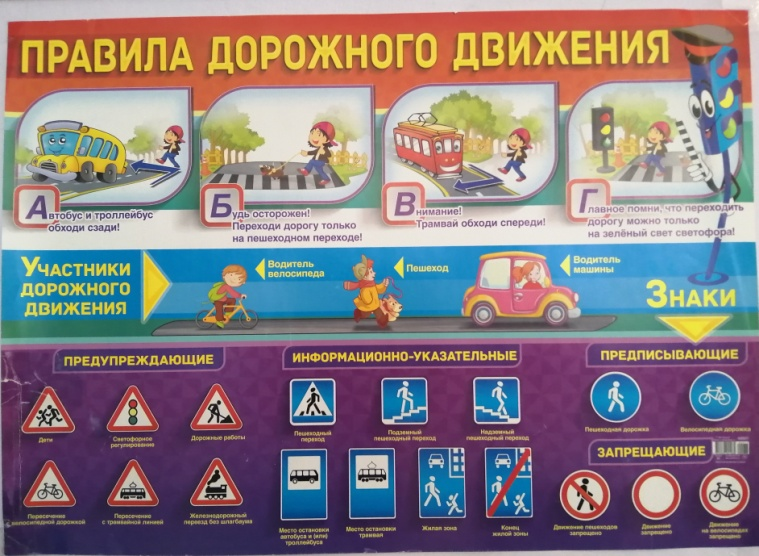 ПРАВИЛА ДОРОЖНОГО ДВИЖЕНИЯ
Автобус и троллейбус
обходи сзади!
Будь осторожен!
Переходи дорогу только
на пешеходном переходе!
Внимание!
Трамвай обходи спереди!
Главное помни, что переходить
дорогу можно только
на зелёный свет светофора!
Участники
дорожного
движения
Водитель
велосипеда
Пешеход
Водитель
машины
Знаки
ПРЕДУПРЕЖДАЮЩИЕ
Дети
Светофорное
регулирование
Дорожные работы
Пересечение
с велосипедной дорожкой
Пересечение
с трамвайной линией
Железнодорожный
переезд без шлагбаума
ИНФОРМАЦИОННО-УКАЗАТЕЛЬНЫЕ
Пешеходный
переход
Подземный
пешеходный переход
Надземный
пешеходный переход
Место остановки
автобуса и (или)
троллейбуса
Место остановки
трамвая
Жилая зона
Конец
жилой зоны
ПРЕДПИСЫВАЮЩИЕ
Пешеходная дорожка
Велосипедная дорожка
ЗАПРЕЩАЮЩИЕ
Движение пешеходов
запрещено
Движение
запрещено
Движение
на велосипедах
запрещено